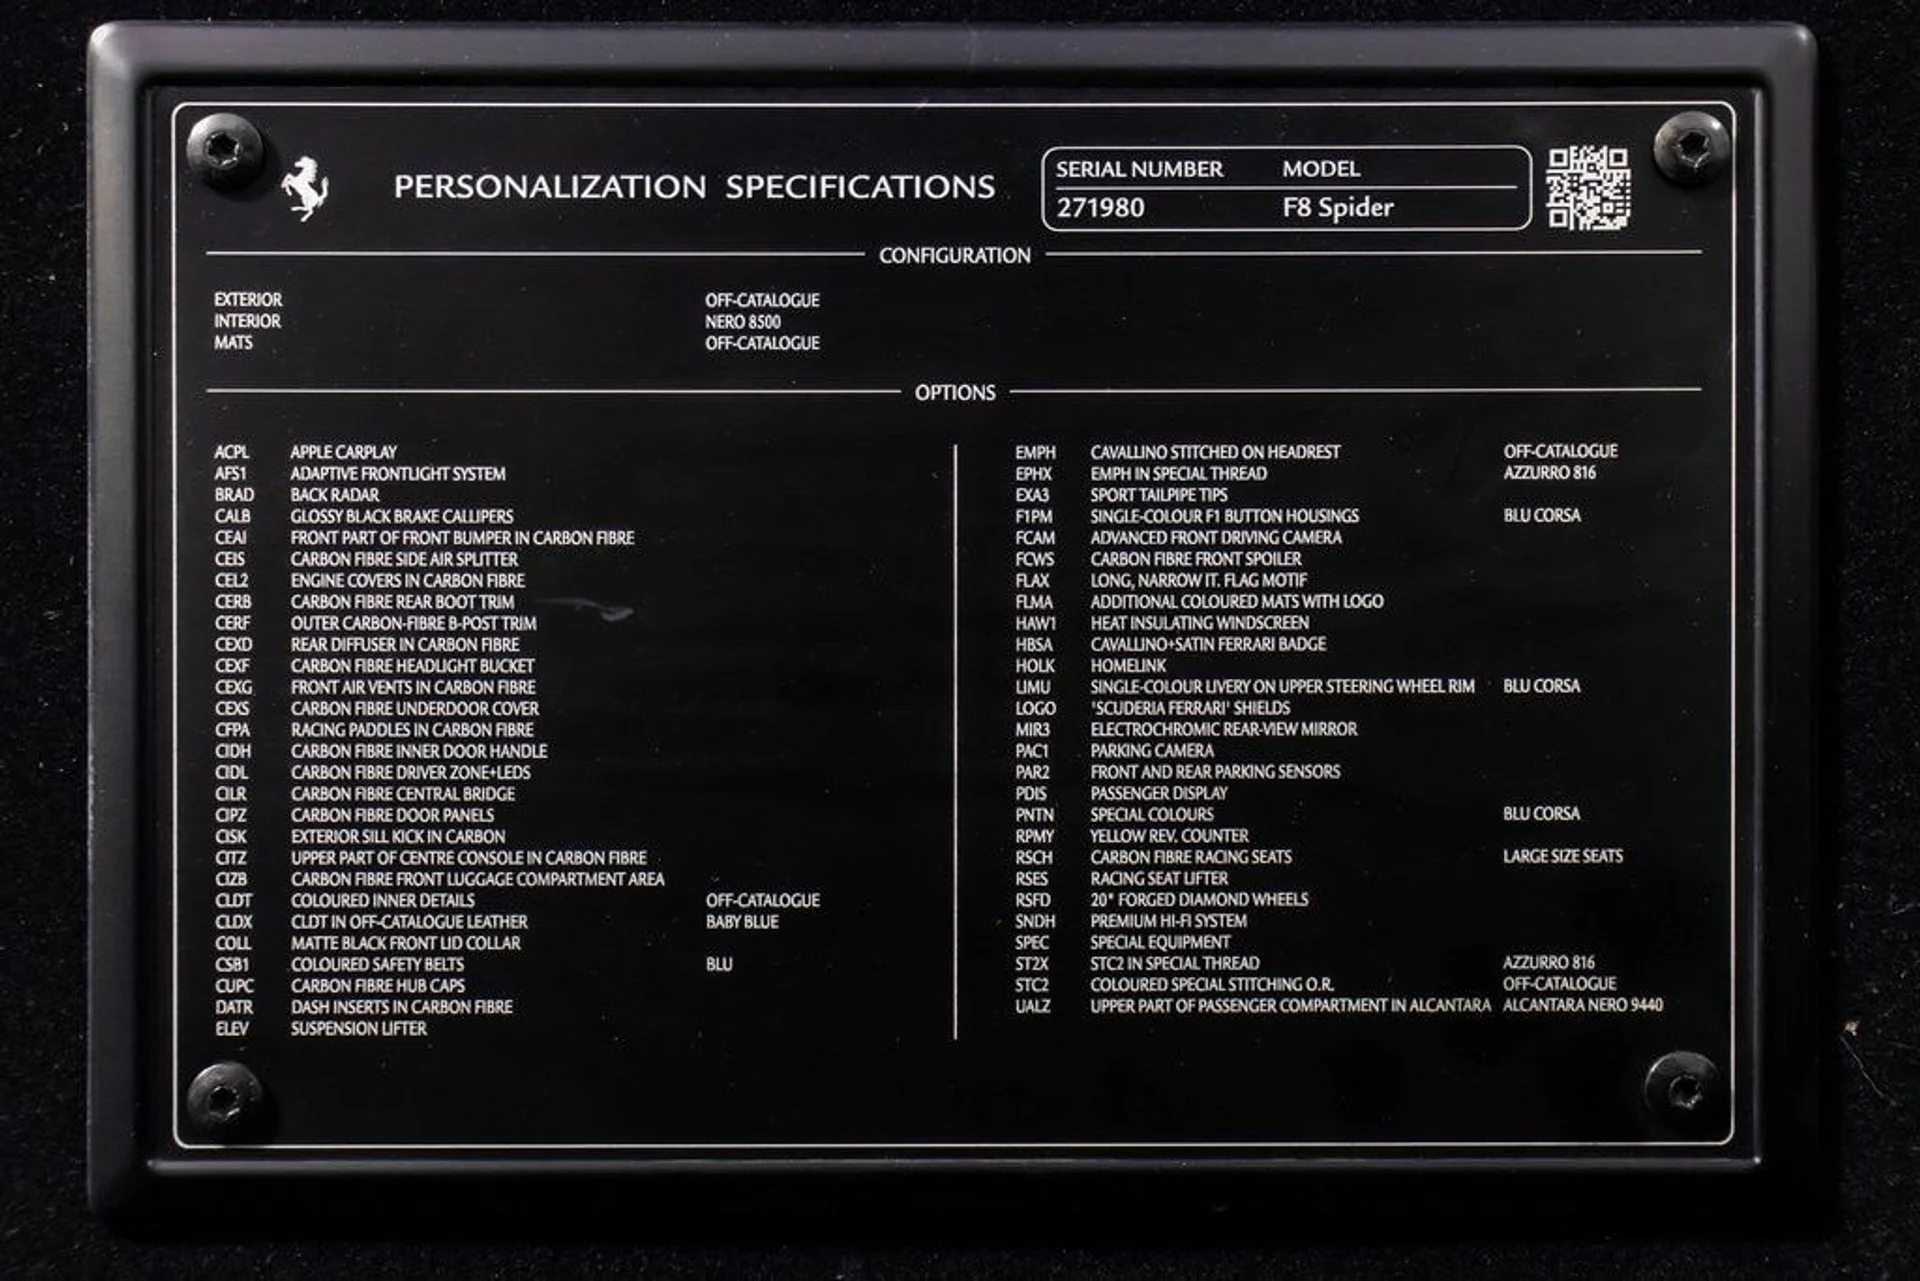 PERSONALIZATION SPECIFICATIONS
SERIAL NUMBER MODEL
271980 F8 Spider
CONFIGURATION
EXTERIOR OFF-CATALOGUE
INTERIOR NERO 8500
MATS OFF-CATALOGUE
OPTIONS
ACPL APPLE CARPLAY
AFS1 ADAPTIVE FRONTLIGHT SYSTEM
BRAD BACK RADAR
CALB GLOSSY BLACK BRAKE CALLIPERS
CEAI FRONT PART OF FRONT BUMPER IN CARBON FIBRE
CEIS CARBON FIBRE SIDE AIR SPLITTER
CEL2 ENGINE COVERS IN CARBON FIBRE
CERB CARBON FIBRE REAR BOOT TRIM
CERF OUTER CARBON-FIBRE B-POST TRIM
CEXD REAR DIFFUSER IN CARBON FIBRE
CEXF CARBON FIBRE HEADLIGHT BUCKET
CEXG FRONT AIR VENTS IN CARBON FIBRE
CEXS CARBON FIBRE UNDERDOOR COVER
CFPA RACING PADDLES IN CARBON FIBRE
CIDH CARBON FIBRE INNER DOOR HANDLE
CIDL CARBON FIBRE DRIVER ZONE+LEDS
CILR CARBON FIBRE CENTRAL BRIDGE
CIPZ CARBON FIBRE DOOR PANELS
CISK EXTERIOR SILL KICK IN CARBON
CITZ UPPER PART OF CENTRE CONSOLE IN CARBON FIBRE
CIZB CARBON FIBRE FRONT LUGGAGE COMPARTMENT AREA
CLDT COLOURED INNER DETAILS OFF-CATALOGUE
CLDX CLDT IN OFF-CATALOGUE LEATHER BABY BLUE
COLL MATTE BLACK FRONT LID COLLAR
CSB1 COLOURED SAFETY BELTS BLU
CUPC CARBON FIBRE HUB CAPS
DATR DASH INSERTS IN CARBON FIBRE
ELEV SUSPENSION LIFTER
EMPH CAVALLINO STITCHED ON HEADREST OFF-CATALOGUE
EPHX EMPH IN SPECIAL THREAD AZZURRO 816
EXA3 SPORT TAILPIPE TIPS
F1PM SINGLE-COLOUR F1 BUTTON HOUSINGS BLU CORSA
FCAM ADVANCED FRONT DRIVING CAMERA
FCWS CARBON FIBRE FRONT SPOILER
FLAX LONG, NARROW IT. FLAG MOTIF
FLMA ADDITIONAL COLOURED MATS WITH LOGO
HAW1 HEAT INSULATING WINDSCREEN
HBSA CAVALLINO+SATIN FERRARI BADGE
HOLK HOMELINK
LIMU SINGLE-COLOUR LIVERY ON UPPER STEERING WHEEL RIM BLU CORSA
LOGO 'SCUDERIA FERRARI' SHIELDS
MIR3 ELECTROCHROMIC REAR-VIEW MIRROR
PAC1 PARKING CAMERA
PAR2 FRONT AND REAR PARKING SENSORS
PDIS PASSENGER DISPLAY
PNTN SPECIAL COLOURS BLU CORSA
RPMY YELLOW REV. COUNTER
RSCH CARBON FIBRE RACING SEATS LARGE SIZE SEATS
RSES RACING SEAT LIFTER
RSFD 20" FORGED DIAMOND WHEELS
SNDH PREMIUM HI-FI SYSTEM
SPEC SPECIAL EQUIPMENT
ST2X STC2 IN SPECIAL THREAD AZZURRO 816
STC2 COLOURED SPECIAL STITCHING O.R. OFF-CATALOGUE
UALZ UPPER PART OF PASSENGER COMPARTMENT IN ALCANTARA ALCANTARA NERO 9440